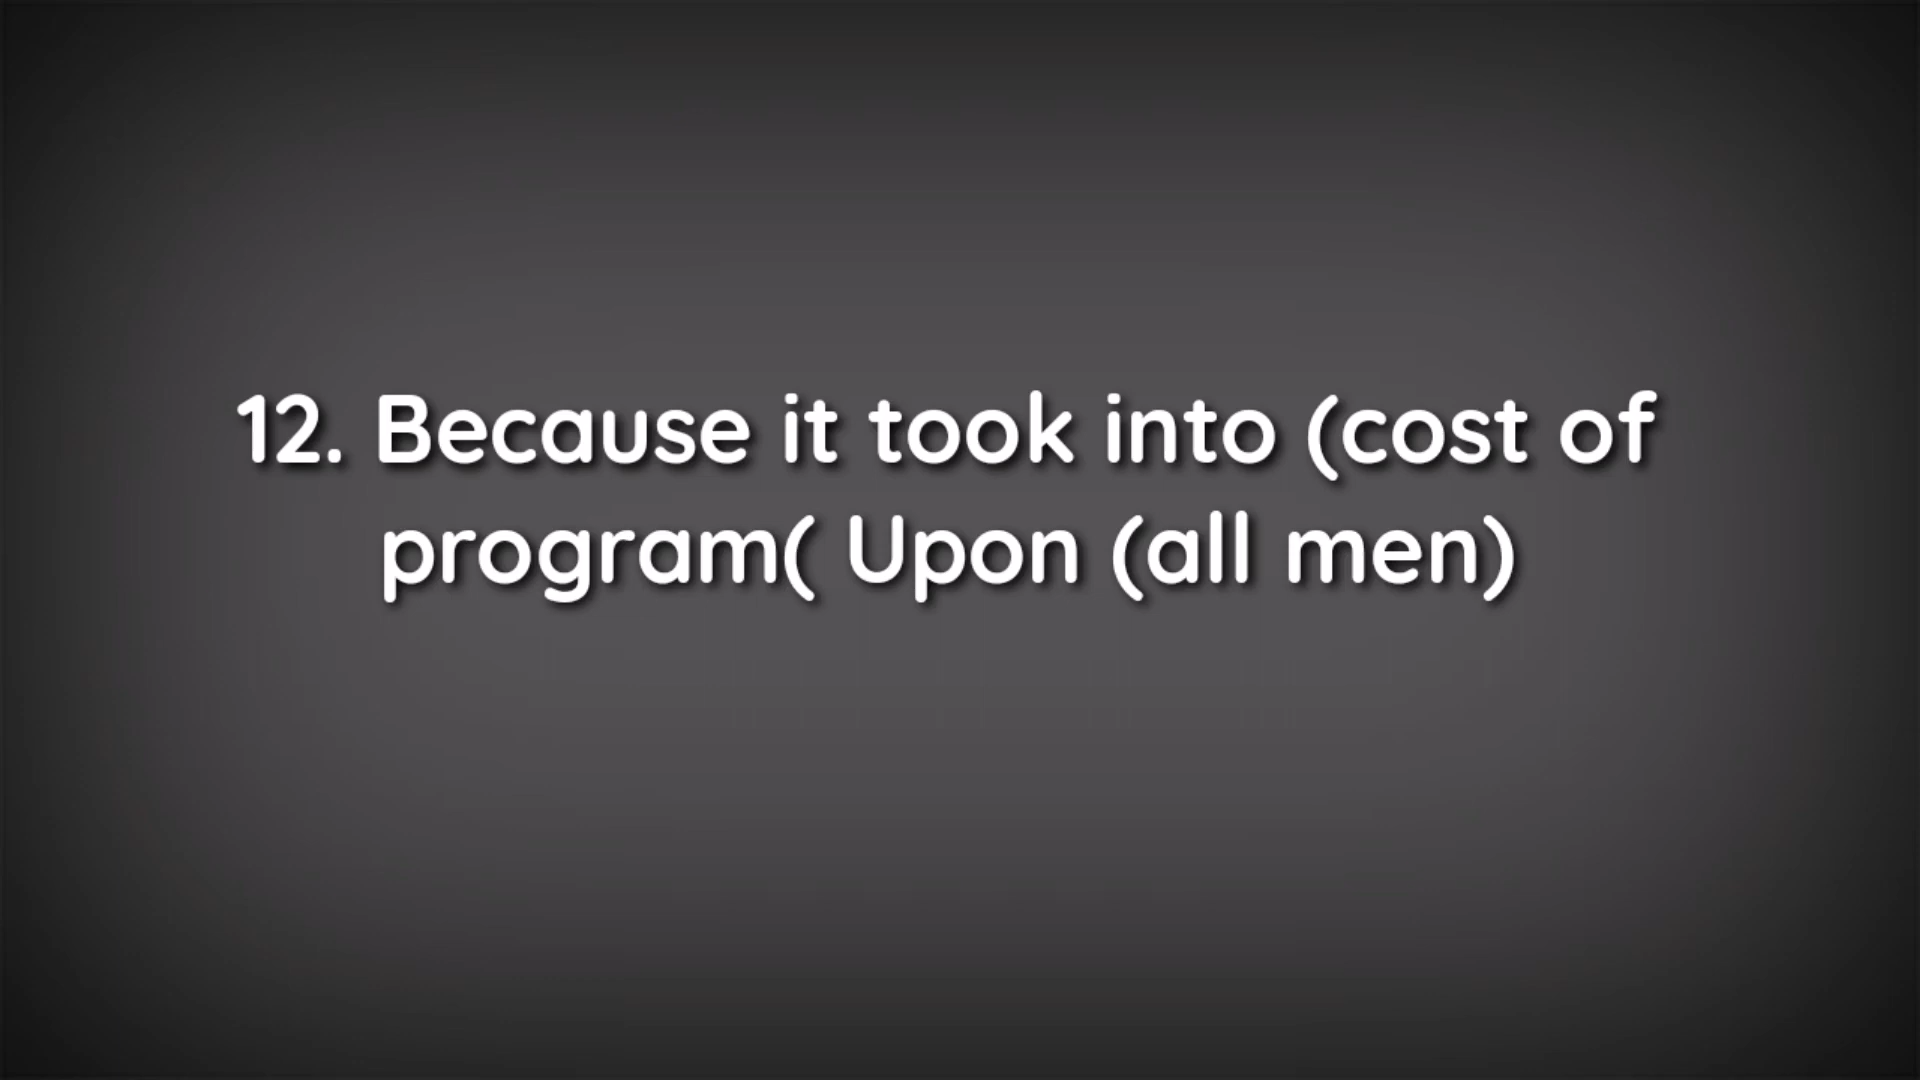 12. Because it took into (cost of
program( Upon (all men)